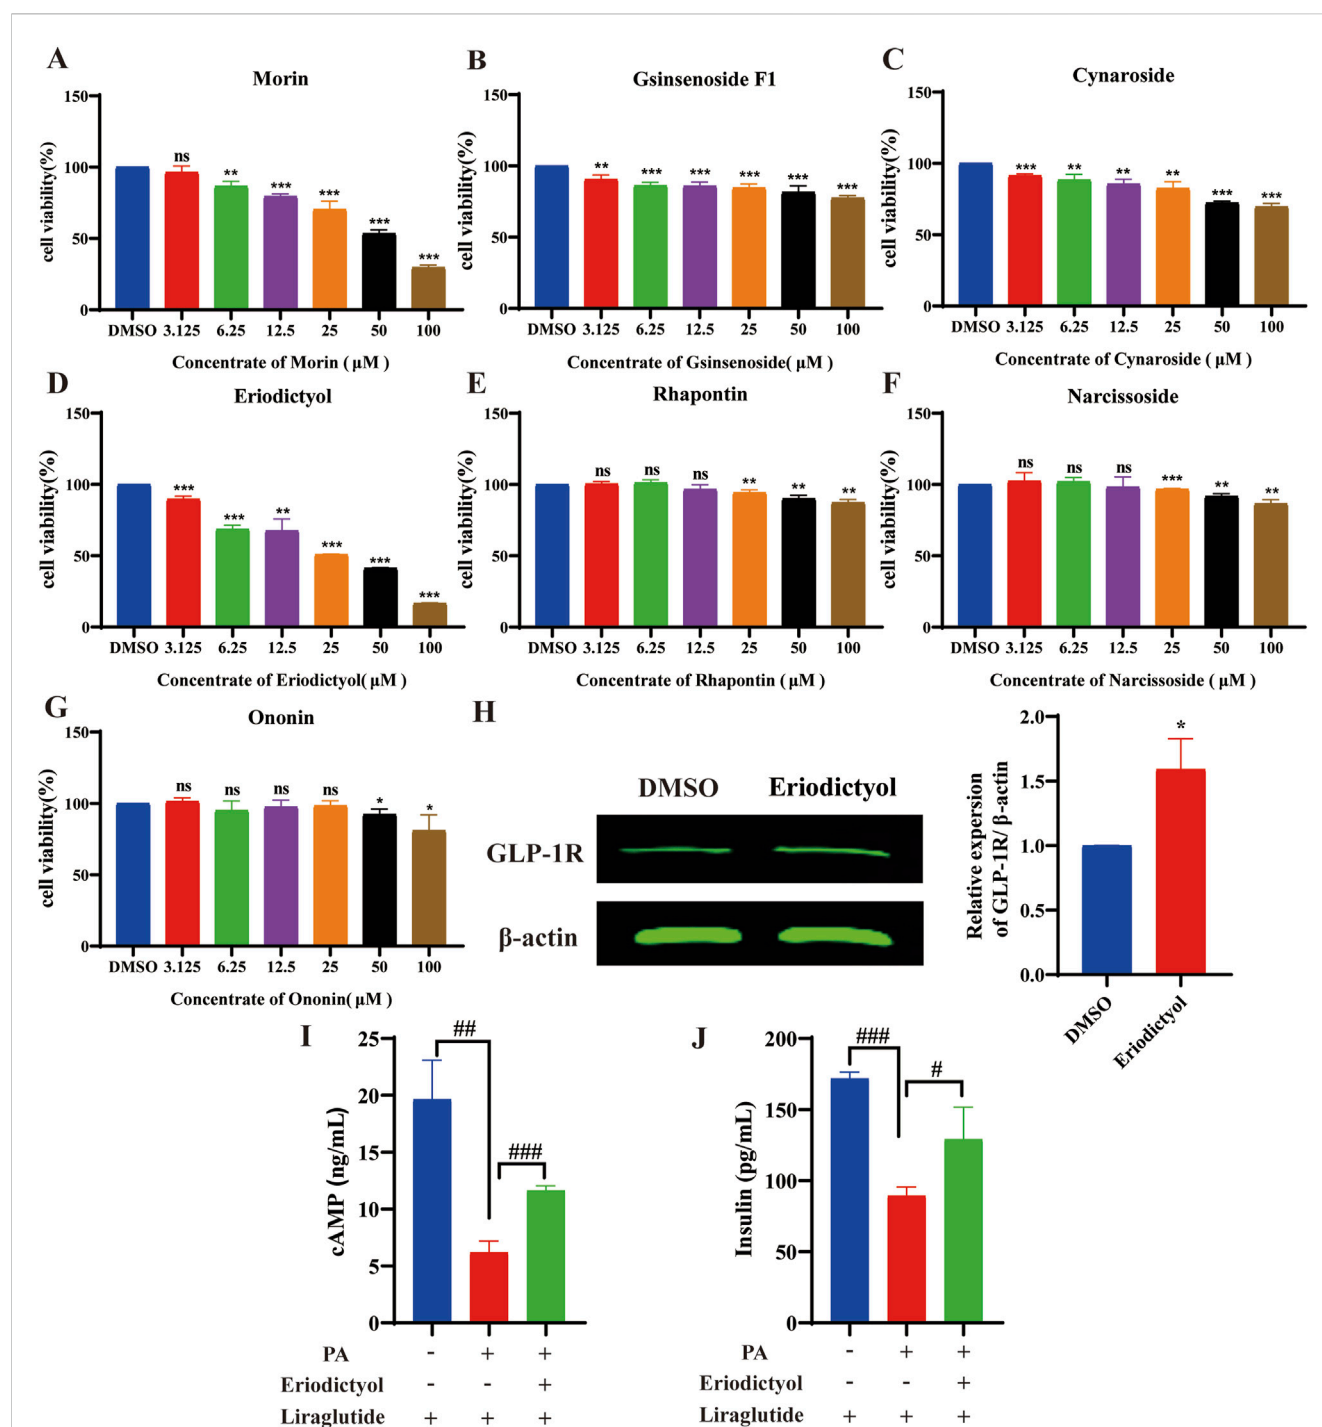 A
Morin
cell viability(%)
150
100
50
0
ns
**
***
***
***
***
DMSO 3.125 6.25 12.5 25 50 100
Concentrate of Morin ( μM )
B
Gsinsenoside F1
cell viability(%)
150
100
50
0
**
***
***
***
***
***
DMSO 3.125 6.25 12.5 25 50 100
Concentrate of Gsinsenoside( μM )
C
Cynaroside
cell viability(%)
150
100
50
0
***
**
**
**
***
***
DMSO 3.125 6.25 12.5 25 50 100
Concentrate of Cynaroside ( μM )
D
Eriodictyol
cell viability(%)
150
100
50
0
***
***
**
***
***
***
DMSO 3.125 6.25 12.5 25 50 100
Concentrate of Eriodictyol( μM )
E
Rhapontin
cell viability(%)
150
100
50
0
ns
ns
ns
**
**
**
DMSO 3.125 6.25 12.5 25 50 100
Concentrate of Rhapontin ( μM )
F
Narcissoside
cell viability(%)
150
100
50
0
ns
ns
ns
***
**
**
DMSO 3.125 6.25 12.5 25 50 100
Concentrate of Narcissoside ( μM )
G
Ononin
cell viability(%)
150
100
50
0
ns
ns
ns
ns
*
*
DMSO 3.125 6.25 12.5 25 50 100
Concentrate of Ononin( μM )
H
DMSO Eriodictyol
GLP-1R
β-actin
Relative expersion
of GLP-1R/ β-actin
2.0
1.5
1.0
0.5
0.0
*
DMSO
Eriodictyol
I
cAMP (ng/mL)
25
20
15
10
5
0
##
###
PA - + +
Eriodictyol - - +
Liraglutide + + +
J
Insulin (pg/mL)
200
150
100
50
0
###
#
PA - + +
Eriodictyol - - +
Liraglutide + + +